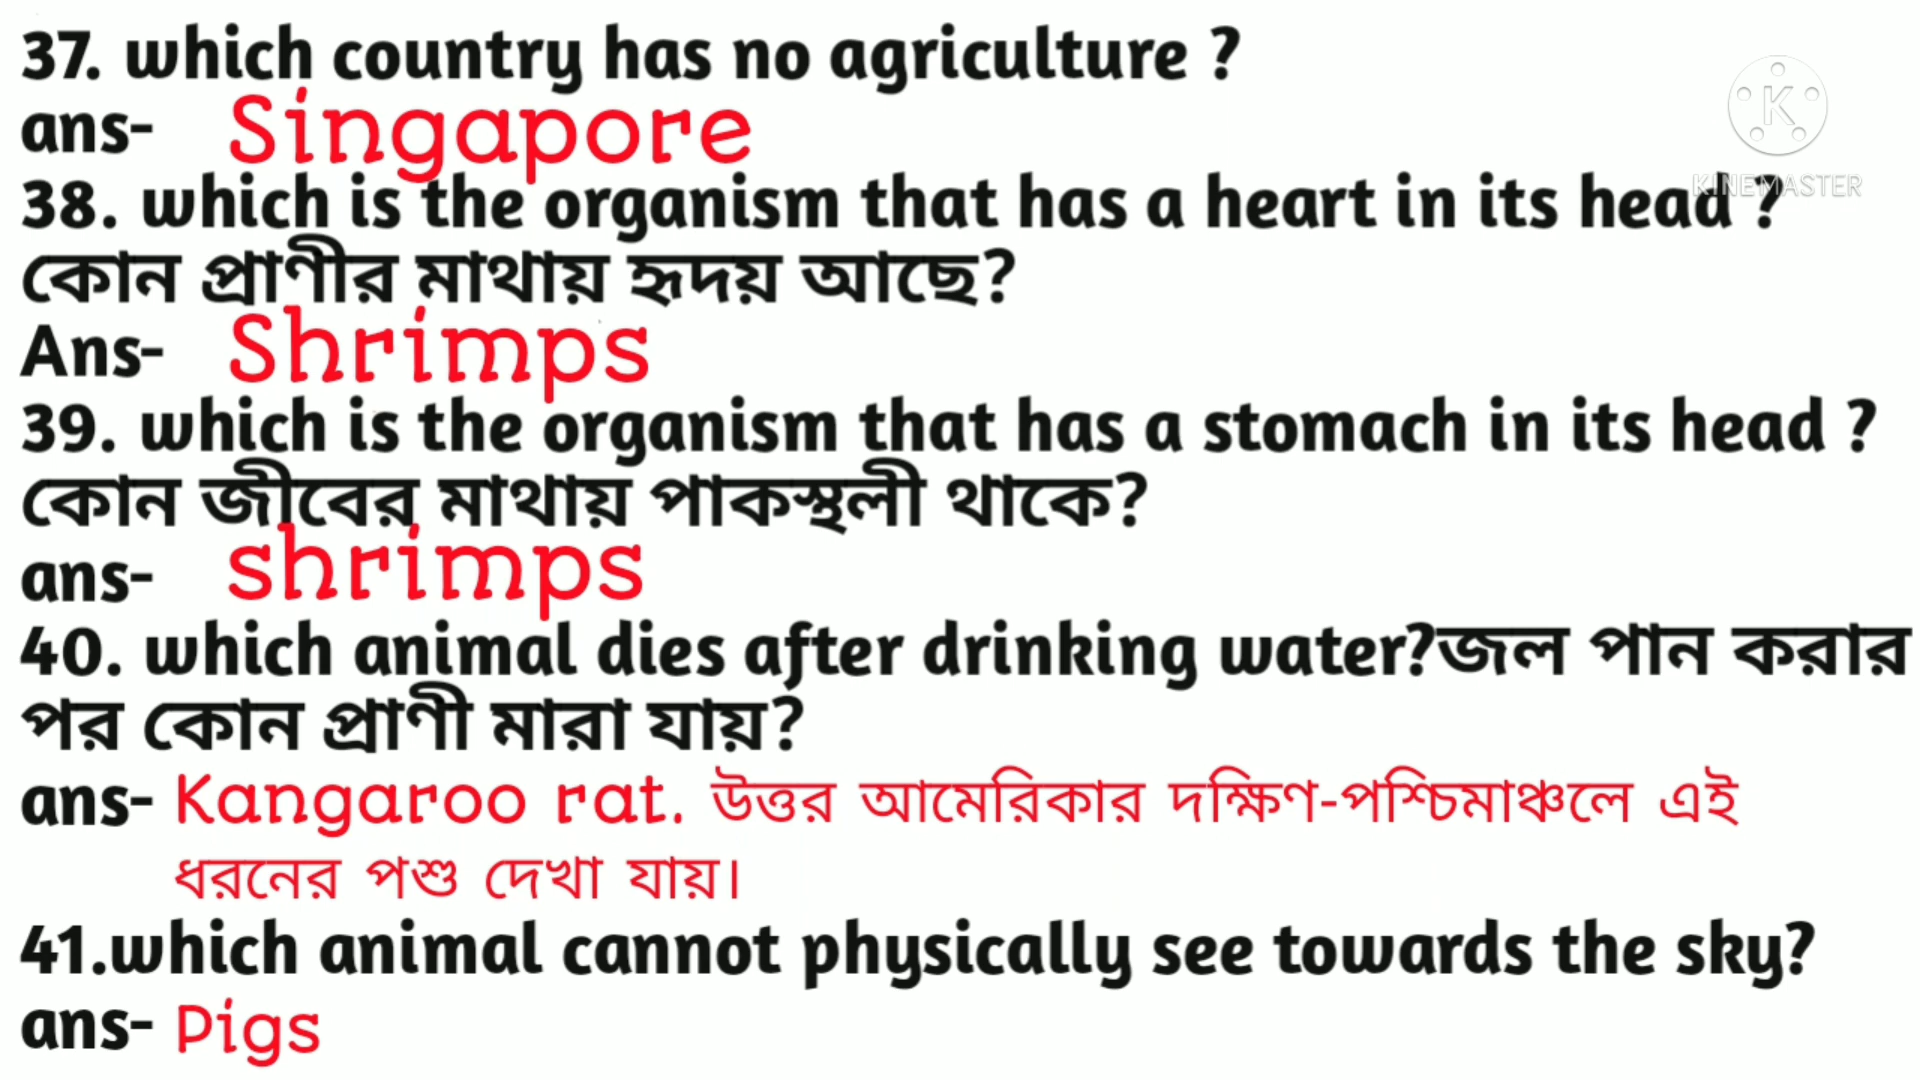 37. which country has no agriculture ?
ans- Singapore
38. which is the organism that has a heart in its head ?
কোন প্রাণীর মাথায় হৃদয় আছে?
Ans- Shrimps
39. which is the organism that has a stomach in its head ?
কোন জীবের মাথায় পাকস্থলী থাকে?
ans- shrimps
40. which animal dies after drinking water?জল পান করার
পর কোন প্রাণী মারা যায়?
ans- Kangaroo rat. উত্তর আমেরিকার দক্ষিণ-পশ্চিমাঞ্চলে এই
ধরনের পশু দেখা যায়।
41.which animal cannot physically see towards the sky?
ans- Pigs
K
KINEMASTER